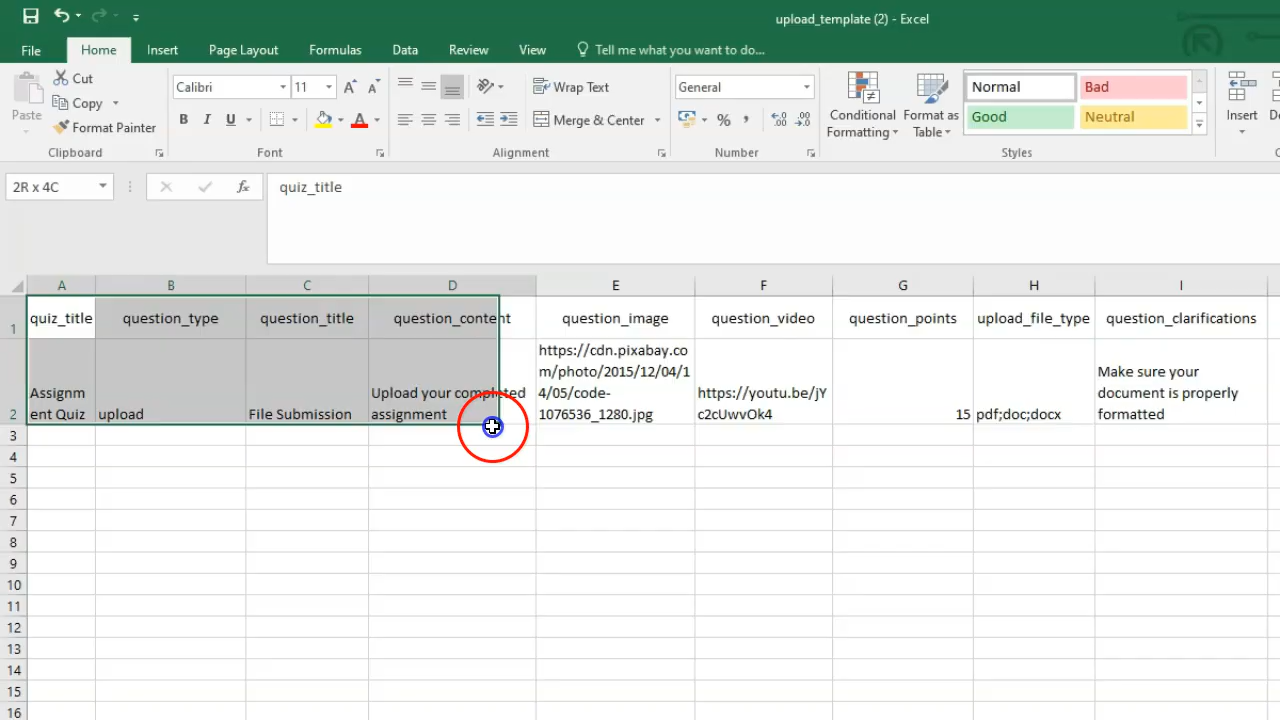 upload_template (2) - Excel
File Home Insert Page Layout Formulas Data Review View Tell me what you want to do...
Paste
Cut
Copy
Format Painter
Clipboard
Calibri 11
B I U
Font
Wrap Text
Merge & Center
Alignment
General
%
Number
Conditional
Formatting
Format as
Table
Normal Bad
Good Neutral
Styles
Insert
2R x 4C
fx
quiz_title
A B C D E F G H I
1 quiz_title question_type question_title question_content question_image question_video question_points upload_file_type question_clarifications
2
Assignm
ent Quiz
upload
File Submission
Upload your completed
assignment
https://cdn.pixabay.co
m/photo/2015/12/04/1
4/05/code-
1076536_1280.jpg
https://youtu.be/jY
c2cUwvOk4
15
pdf;doc;docx
Make sure your
document is properly
formatted
3
4
5
6
7
8
9
10
11
12
13
14
15
16